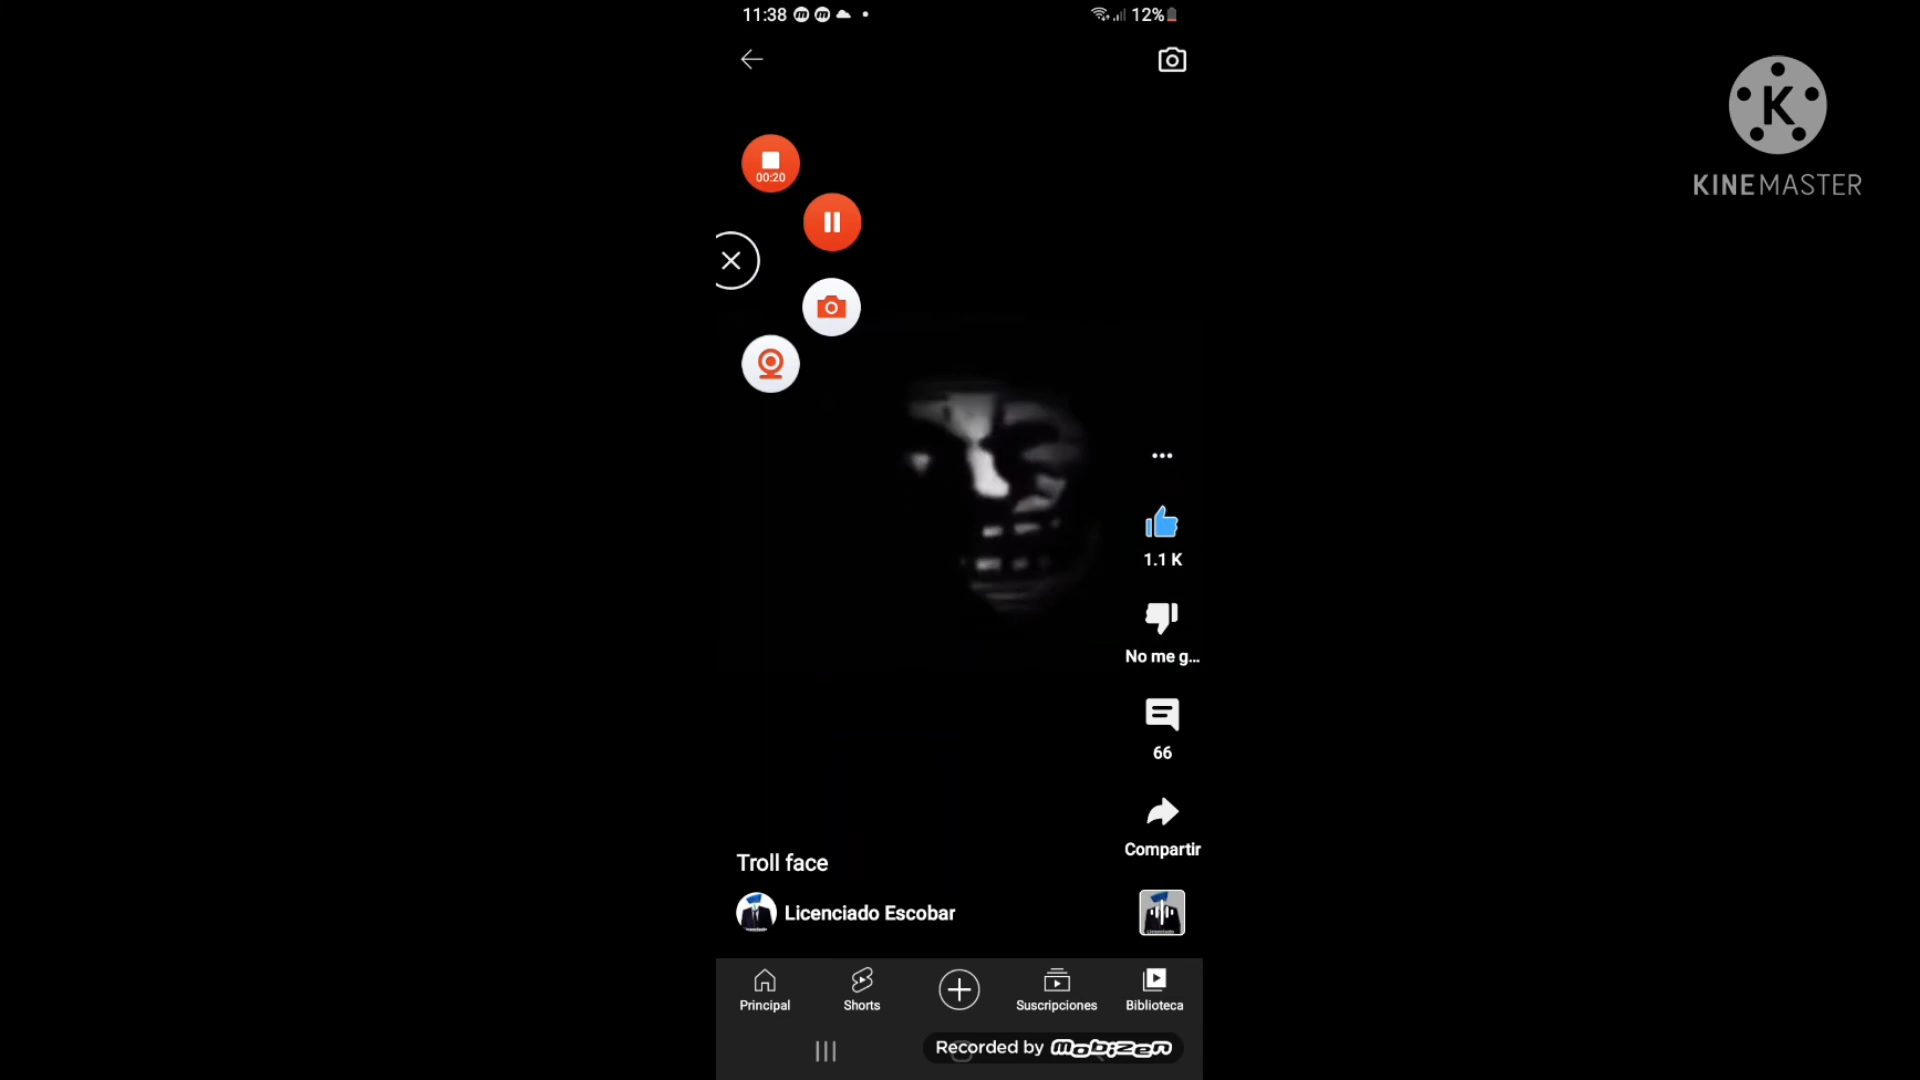 11:38
12%
K
KINEMASTER
00:20
1.1 K
No me g...
66
Compartir
Troll face
Licenciado Escobar
Principal
Shorts
Suscripciones
Biblioteca
Recorded by Mobizen